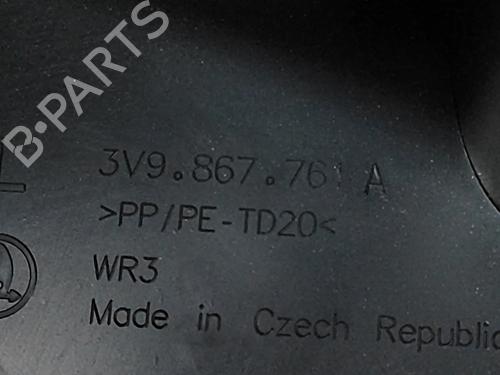 B-PARTS
L
3V9.867.761 A
>PP/PE-TD20<
WR3
Made in Czech Republic